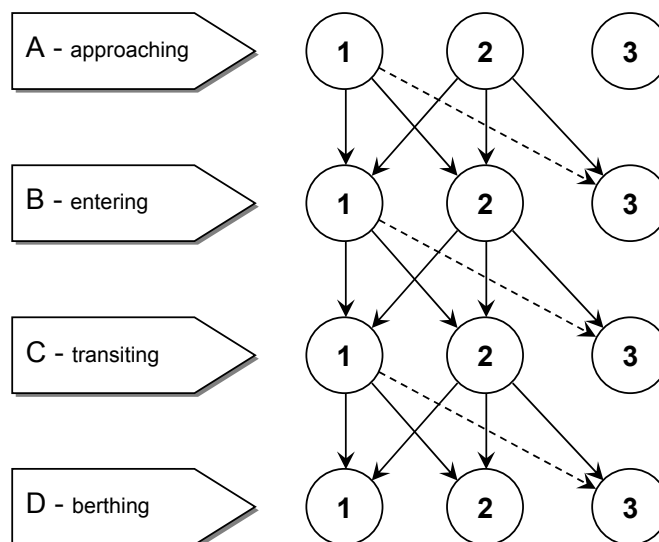 A - approaching 1 2 3
B - entering 1 2 3
C - transiting 1 2 3
D - berthing 1 2 3